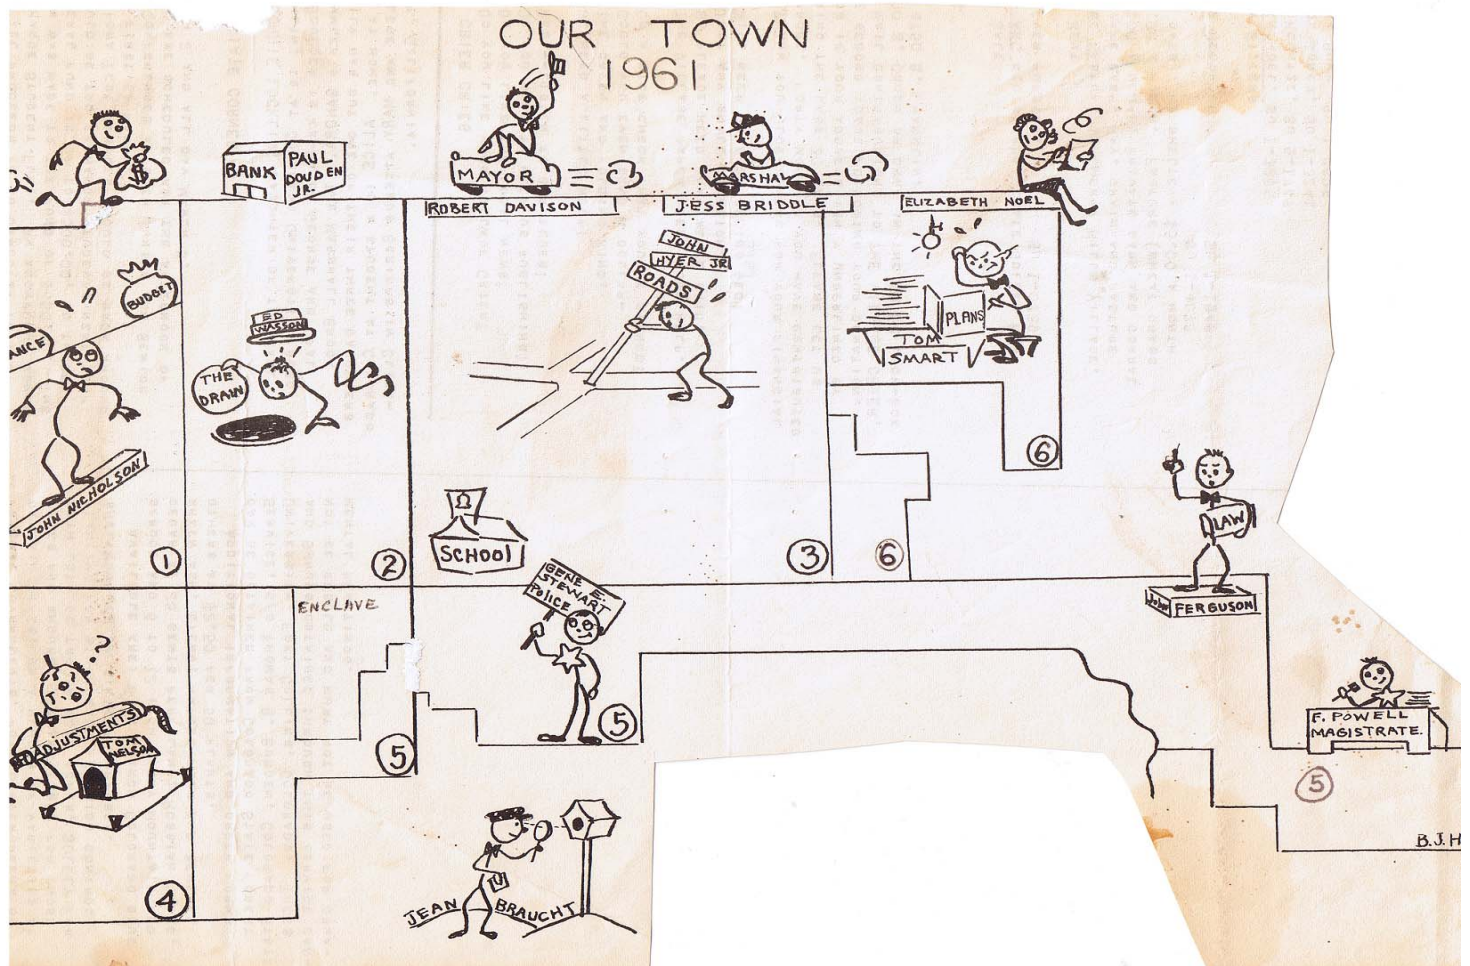 OUR TOWN
1961
$
BANK
PAUL
DOUDEN
JR.
MAYOR
MARSHAL
ROBERT DAVISON
JESS BRIDDLE
ELIZABETH NOEL
BUDGET
ANCE
JOHN NICHOLSON
1
ED
WASSON
THE
DRAIN
2
JOHN
HYER JR
ROADS
SCHOOL
3
PLANS
TOM
SMART
6
6
LAW
JOHN FERGUSON
ENCLAVE
GENE E.
STEWART
POLICE
5
5
?
ADJUSTMENTS
TOM
NELSON
4
JEAN BRAUCHT
F. POWELL
MAGISTRATE.
5
B.J.H